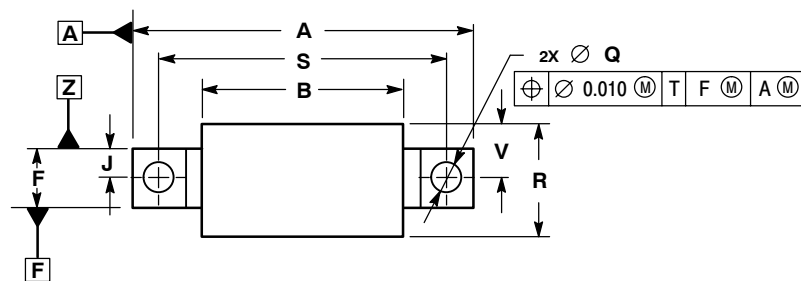 A
A
S
2X ∅ Q
B
⌖ ∅ 0.010 Ⓜ T F Ⓜ A Ⓜ
Z
V
J
F
R
F